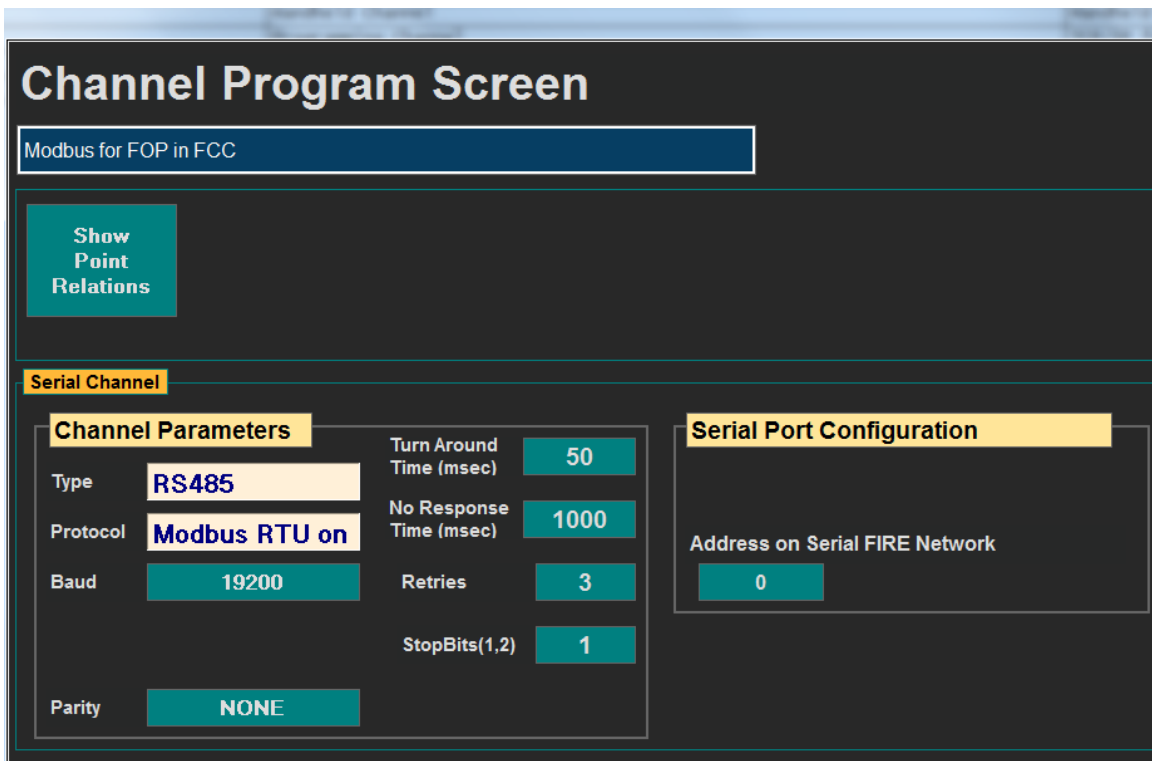 Channel Program Screen
Modbus for FOP in FCC
Show
Point
Relations
Serial Channel
Channel Parameters
Type
RS485
Protocol
Modbus RTU on
Baud
19200
Parity
NONE
Turn Around
Time (msec)
50
No Response
Time (msec)
1000
Retries
3
StopBits(1,2)
1
Serial Port Configuration
Address on Serial FIRE Network
0